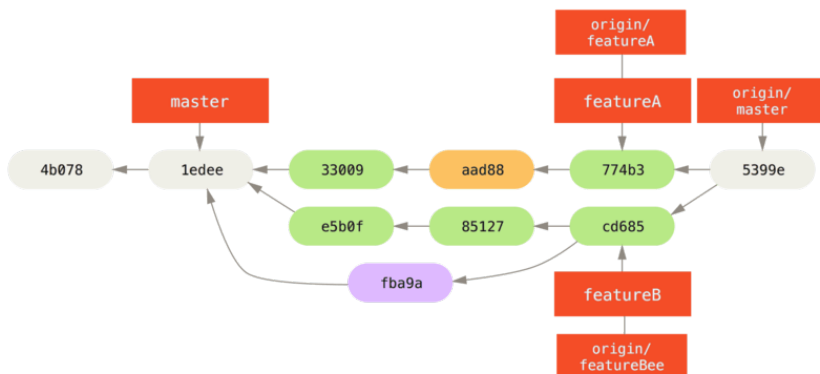 origin/
featureA
master
featureA
origin/
master
4b078
1edee
33009
aad88
774b3
5399e
e5b0f
85127
cd685
fba9a
featureB
origin/
featureBee